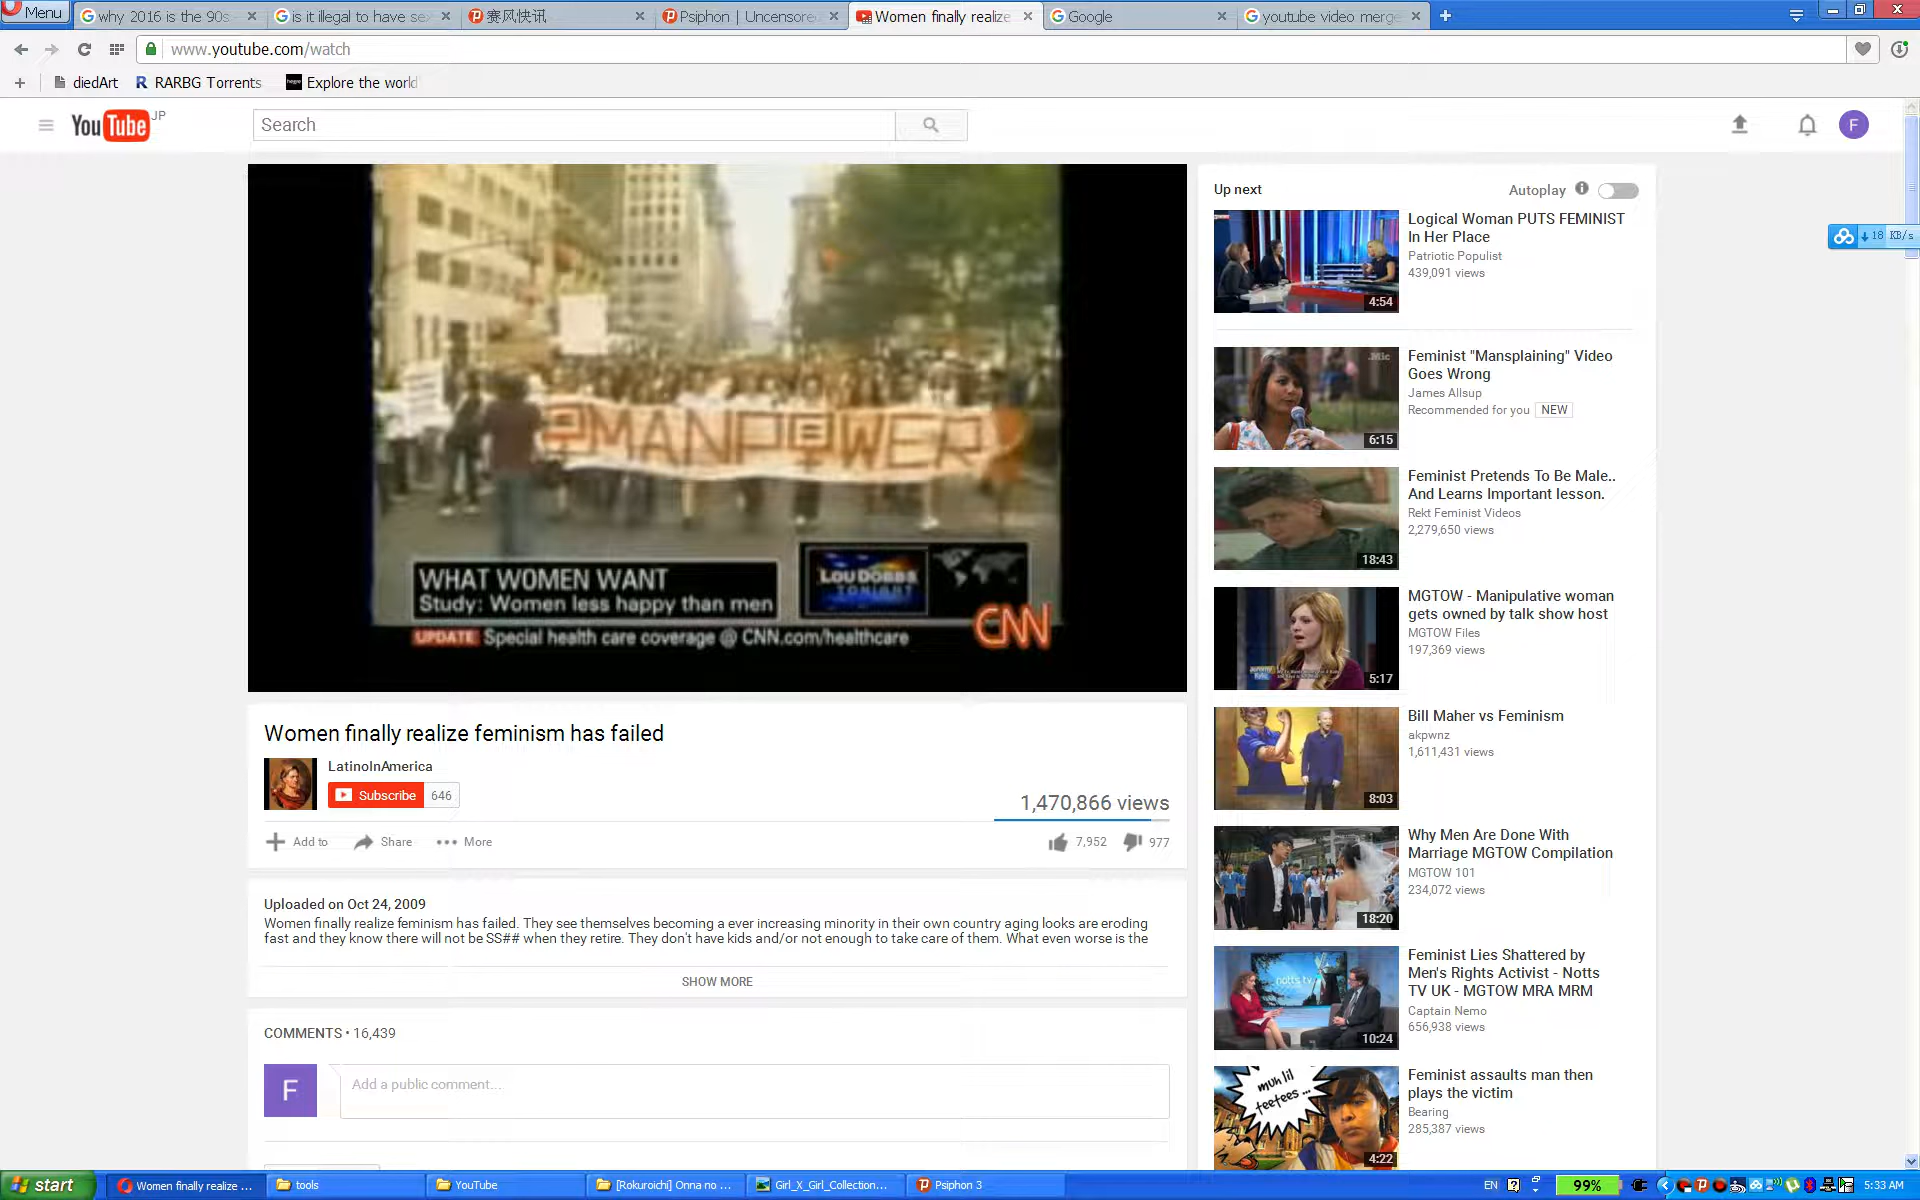 Menu
why 2016 is the 90s
is it illegal to have sex
赛风快讯
Psiphon | Uncensore
Women finally realize
Google
youtube video merge
www.youtube.com/watch
diedArt
RARBG Torrents
Explore the world
YouTube JP
Search
F
MANPOWER
WHAT WOMEN WANT
Study: Women less happy than men
LOU DOBBS
TONIGHT
UPDATE Special health care coverage @ CNN.com/healthcare
CNN
Women finally realize feminism has failed
LatinoInAmerica
Subscribe 646
1,470,866 views
Add to
Share
More
7,952
977
Uploaded on Oct 24, 2009
Women finally realize feminism has failed. They see themselves becoming a ever increasing minority in their own country aging looks are eroding
fast and they know there will not be SS## when they retire. They don't have kids and/or not enough to take care of them. What even worse is the
SHOW MORE
COMMENTS • 16,439
F
Add a public comment...
Up next
Autoplay
Logical Woman PUTS FEMINIST
In Her Place
Patriotic Populist
439,091 views
4:54
18 KB/s
.Mic
Feminist "Mansplaining" Video
Goes Wrong
James Allsup
Recommended for you NEW
6:15
Feminist Pretends To Be Male..
And Learns Important lesson.
Rekt Feminist Videos
2,279,650 views
18:43
MGTOW - Manipulative woman
gets owned by talk show host
MGTOW Files
197,369 views
5:17
Bill Maher vs Feminism
akpwnz
1,611,431 views
8:03
Why Men Are Done With
Marriage MGTOW Compilation
MGTOW 101
234,072 views
18:20
Feminist Lies Shattered by
Men's Rights Activist - Notts
TV UK - MGTOW MRA MRM
Captain Nemo
656,938 views
notts tv
10:24
Feminist assaults man then
plays the victim
Bearing
285,387 views
muh lil
teetees ...
4:22
start
Women finally realize ...
tools
YouTube
[Rokuroichi] Onna no ...
Girl_X_Girl_Collection...
Psiphon 3
EN
99%
5:33 AM